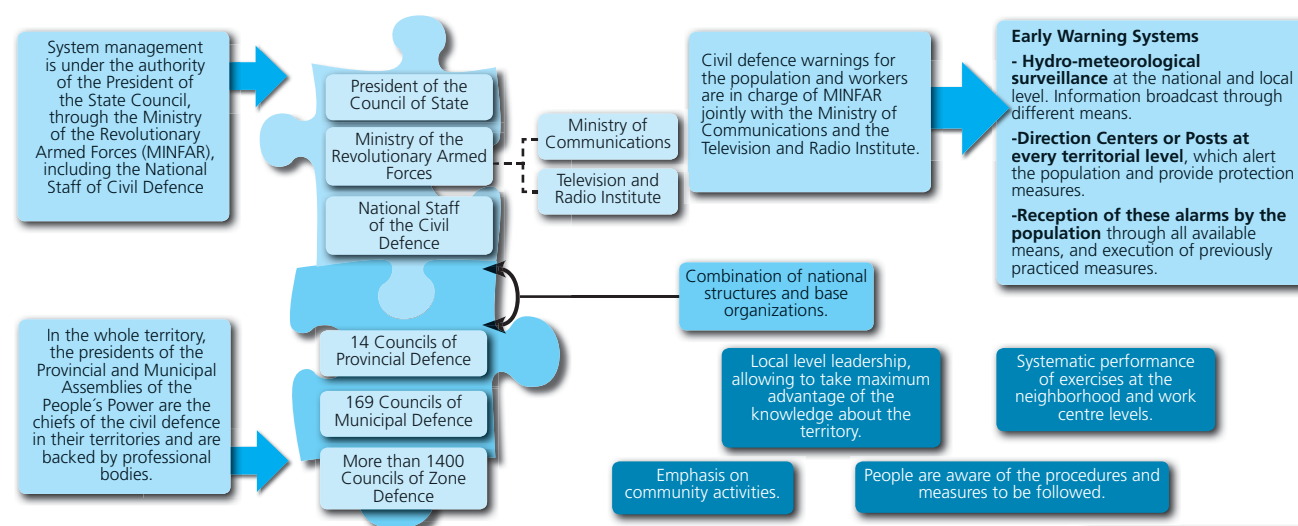 System management
is under the authority
of the President of
the State Council,
through the Ministry
of the Revolutionary
Armed Forces (MINFAR),
including the National
Staff of Civil Defence
President of the
Council of State
Ministry of the
Revolutionary Armed
Forces
National Staff
of the Civil
Defence
Ministry of
Communications
Television and
Radio Institute
Civil defence warnings for
the population and workers
are in charge of MINFAR
jointly with the Ministry of
Communications and the
Television and Radio Institute.
Early Warning Systems
- Hydro-meteorological
surveillance at the national and local
level. Information broadcast through
different means.
-Direction Centers or Posts at
every territorial level, which alert
the population and provide protection
measures.
-Reception of these alarms by the
population through all available
means, and execution of previously
practiced measures.
Combination of national
structures and base
organizations.
In the whole territory,
the presidents of the
Provincial and Municipal
Assemblies of the
People´s Power are the
chiefs of the civil defence
in their territories and are
backed by professional
bodies.
14 Councils of
Provincial Defence
169 Councils of
Municipal Defence
More than 1400
Councils of Zone
Defence
Local level leadership,
allowing to take maximum
advantage of the
knowledge about the
territory.
Systematic performance
of exercises at the
neighborhood and work
centre levels.
Emphasis on
community activities.
People are aware of the procedures and
measures to be followed.